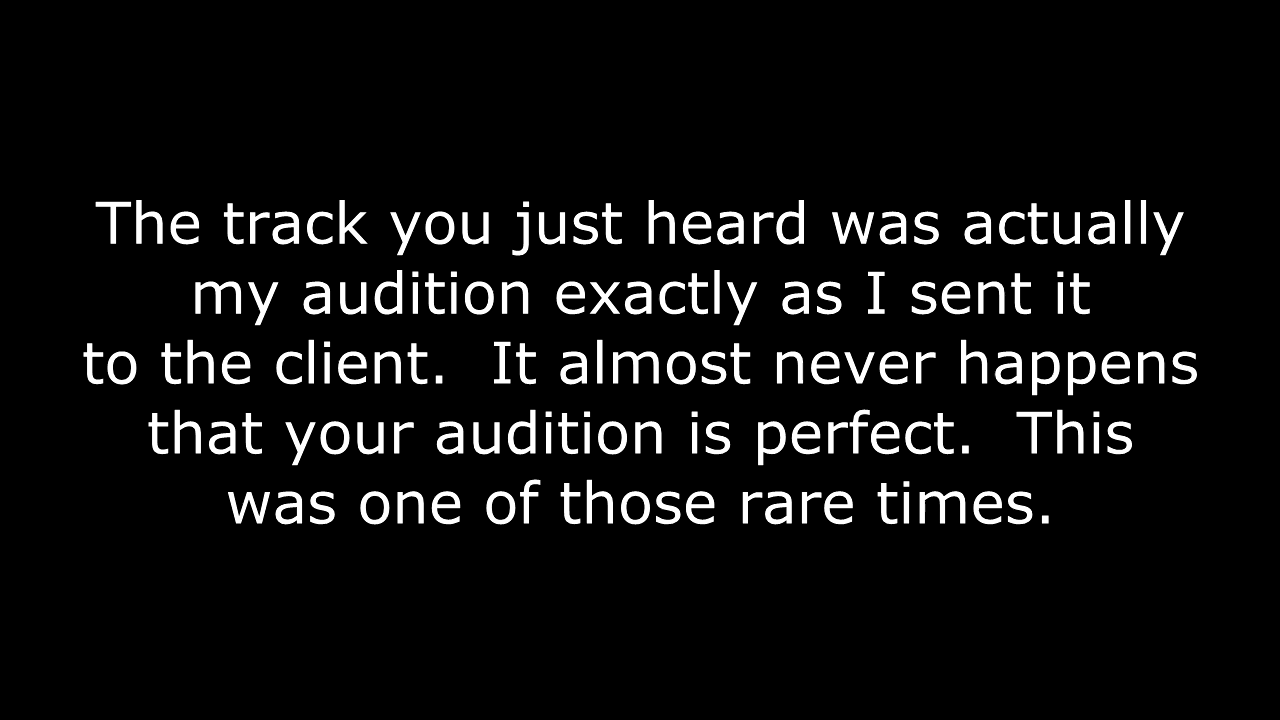 The track you just heard was actually
my audition exactly as I sent it
to the client.  It almost never happens
that your audition is perfect.  This
was one of those rare times.